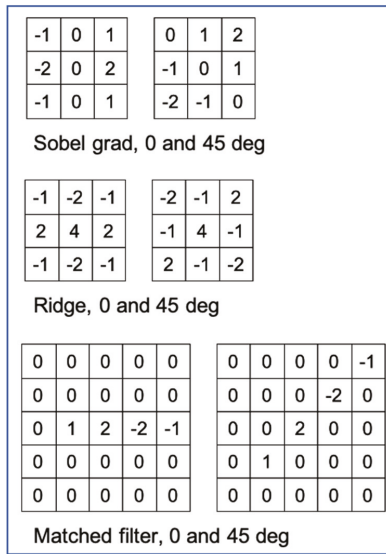 -1 0 1 0 1 2
-2 0 2 -1 0 1
-1 0 1 -2 -1 0
Sobel grad, 0 and 45 deg
-1 -2 -1 -2 -1 2
2 4 2 -1 4 -1
-1 -2 -1 2 -1 -2
Ridge, 0 and 45 deg
0 0 0 0 0 0 0 0 0 -1
0 0 0 0 0 0 0 0 -2 0
0 1 2 -2 -1 0 0 2 0 0
0 0 0 0 0 0 1 0 0 0
0 0 0 0 0 0 0 0 0 0
Matched filter, 0 and 45 deg